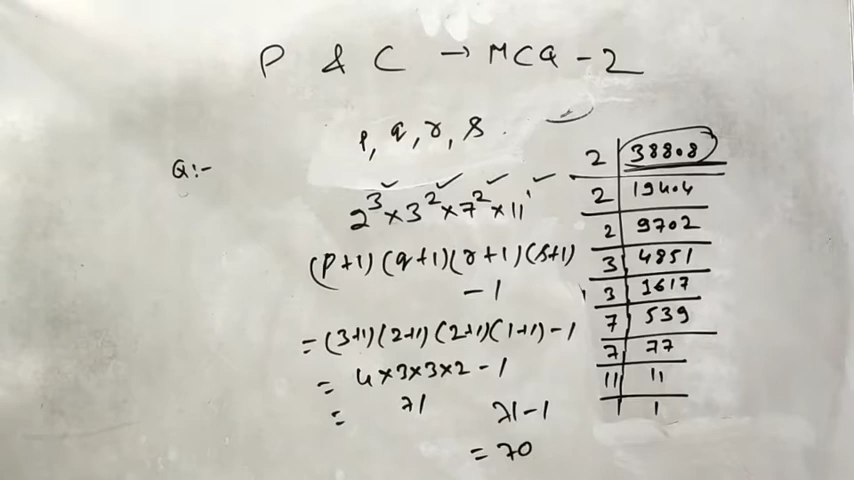 P & C → MCQ - 2
p, q, r, s
Q:-
2³ × 3² × 7² × 11¹
(p+1) (q+1) (r+1) (s+1)
- 1
= (3+1) (2+1) (2+1) (1+1) - 1
= 4×3×3×2 - 1
= 71
71-1
= 70
2 38808
2 19404
2 9702
3 4851
3 1617
7 539
7 77
11 11
1 1